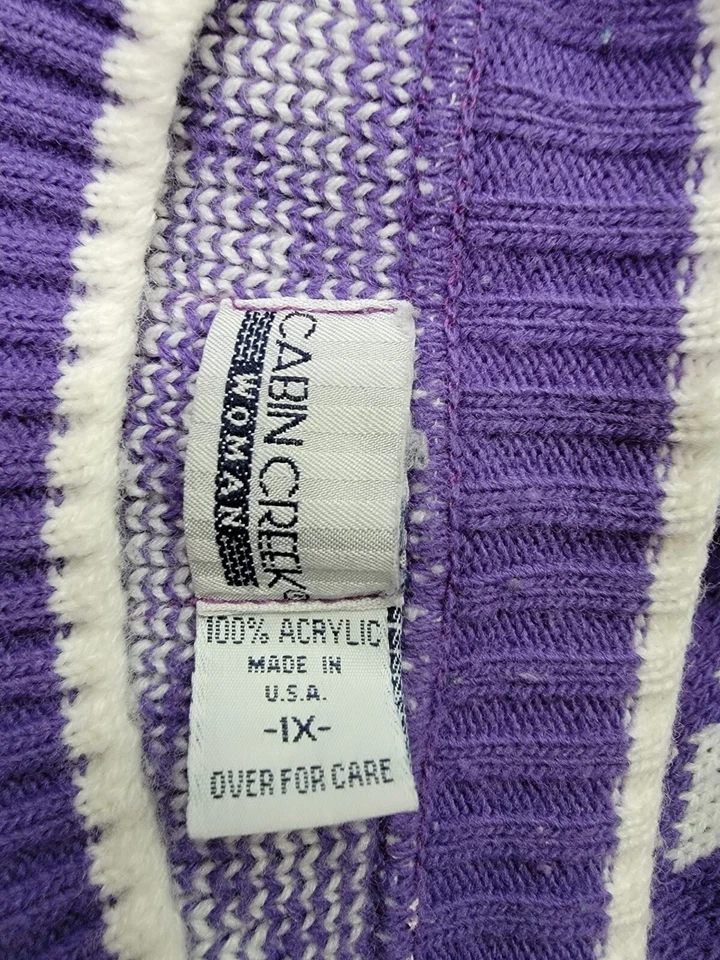 CABIN CREEK®
WOMAN
100% ACRYLIC
MADE IN
U.S.A.
-1X-
OVER FOR CARE